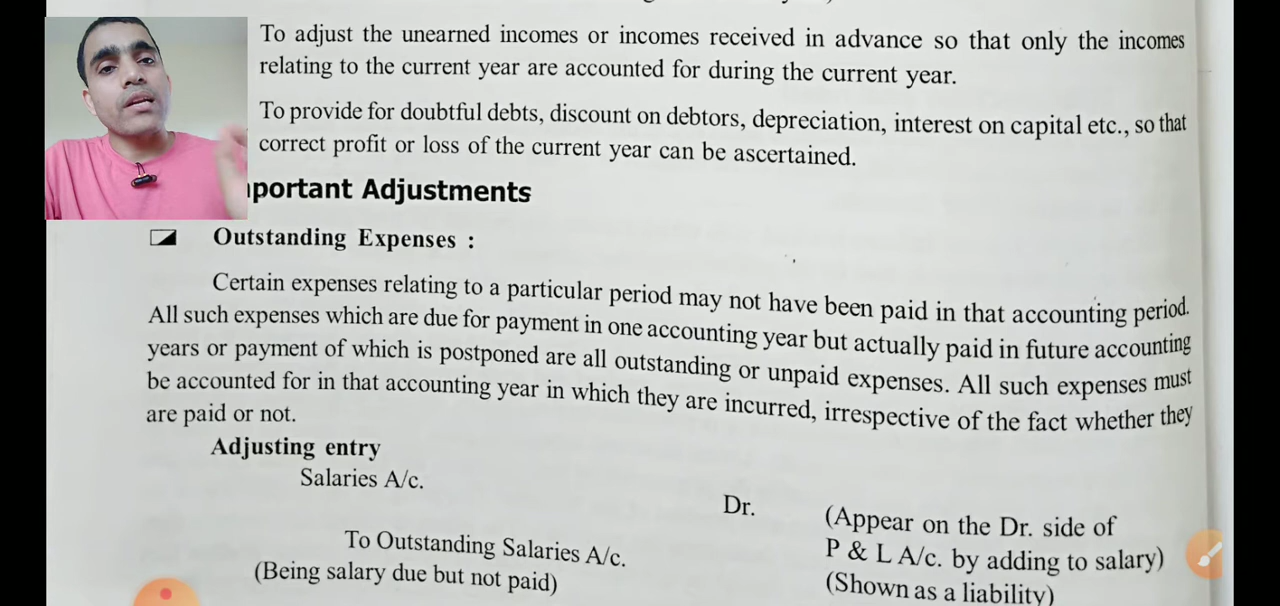 To adjust the unearned incomes or incomes received in advance so that only the incomes
relating to the current year are accounted for during the current year.
To provide for doubtful debts, discount on debtors, depreciation, interest on capital etc., so that
correct profit or loss of the current year can be ascertained.
portant Adjustments
Outstanding Expenses :
Certain expenses relating to a particular period may not have been paid in that accounting period.
All such expenses which are due for payment in one accounting year but actually paid in future accounting
years or payment of which is postponed are all outstanding or unpaid expenses. All such expenses must
be accounted for in that accounting year in which they are incurred, irrespective of the fact whether they
are paid or not.
Adjusting entry
Salaries A/c. Dr. (Appear on the Dr. side of
P & L A/c. by adding to salary)
To Outstanding Salaries A/c. (Shown as a liability)
(Being salary due but not paid)